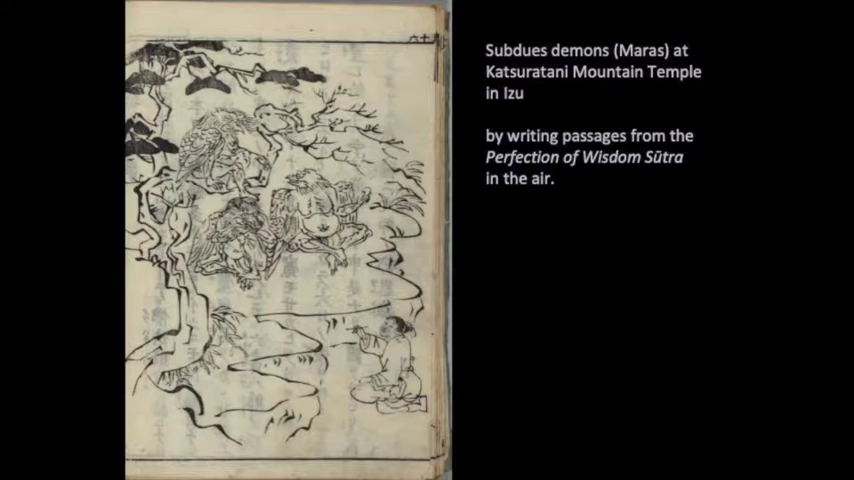 Subdues demons (Maras) at
Katsuratani Mountain Temple
in Izu
by writing passages from the
Perfection of Wisdom Sūtra
in the air.